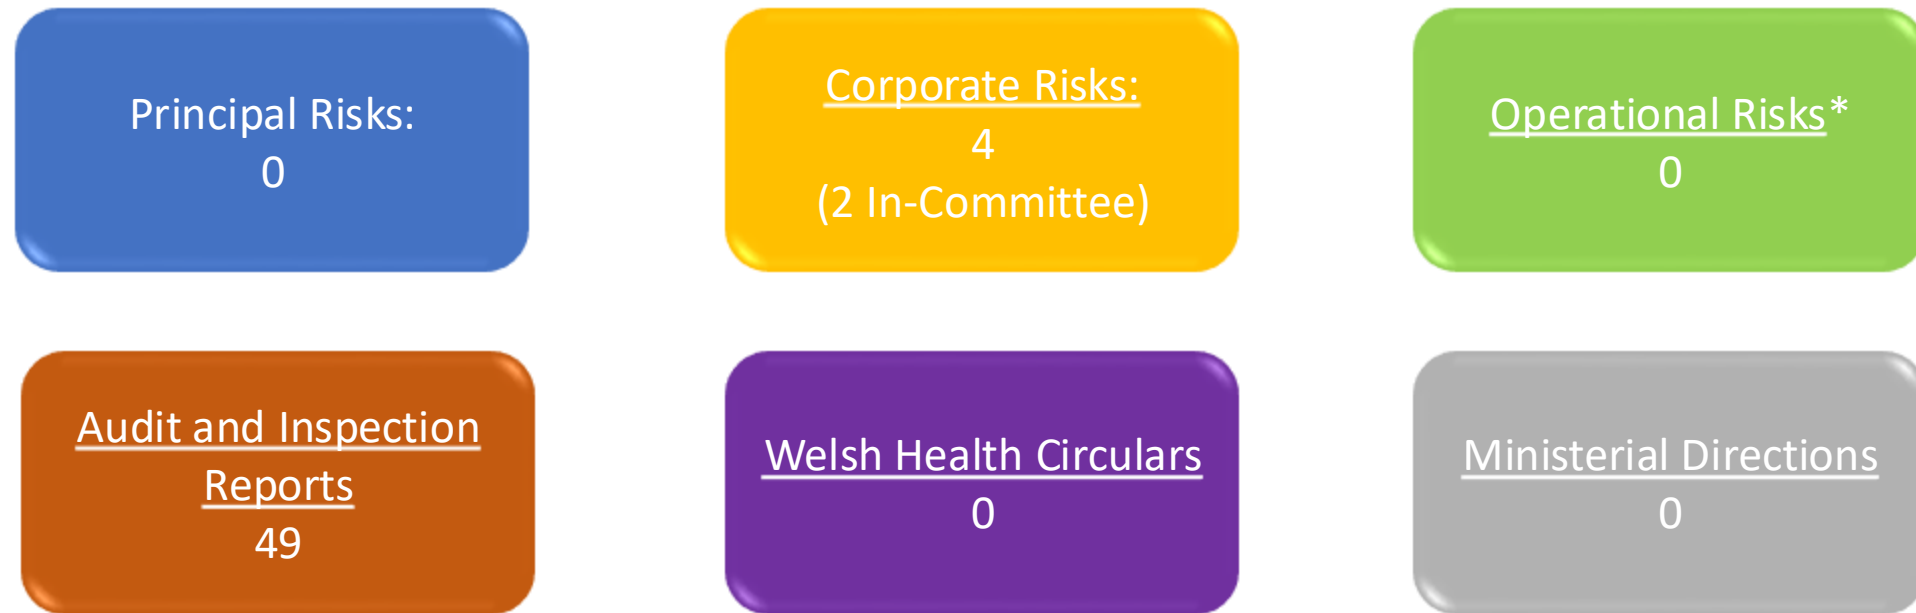 Principal Risks:
0
Corporate Risks:
4
(2 In-Committee)
Operational Risks*
0
Audit and Inspection
Reports
49
Welsh Health Circulars
0
Ministerial Directions
0